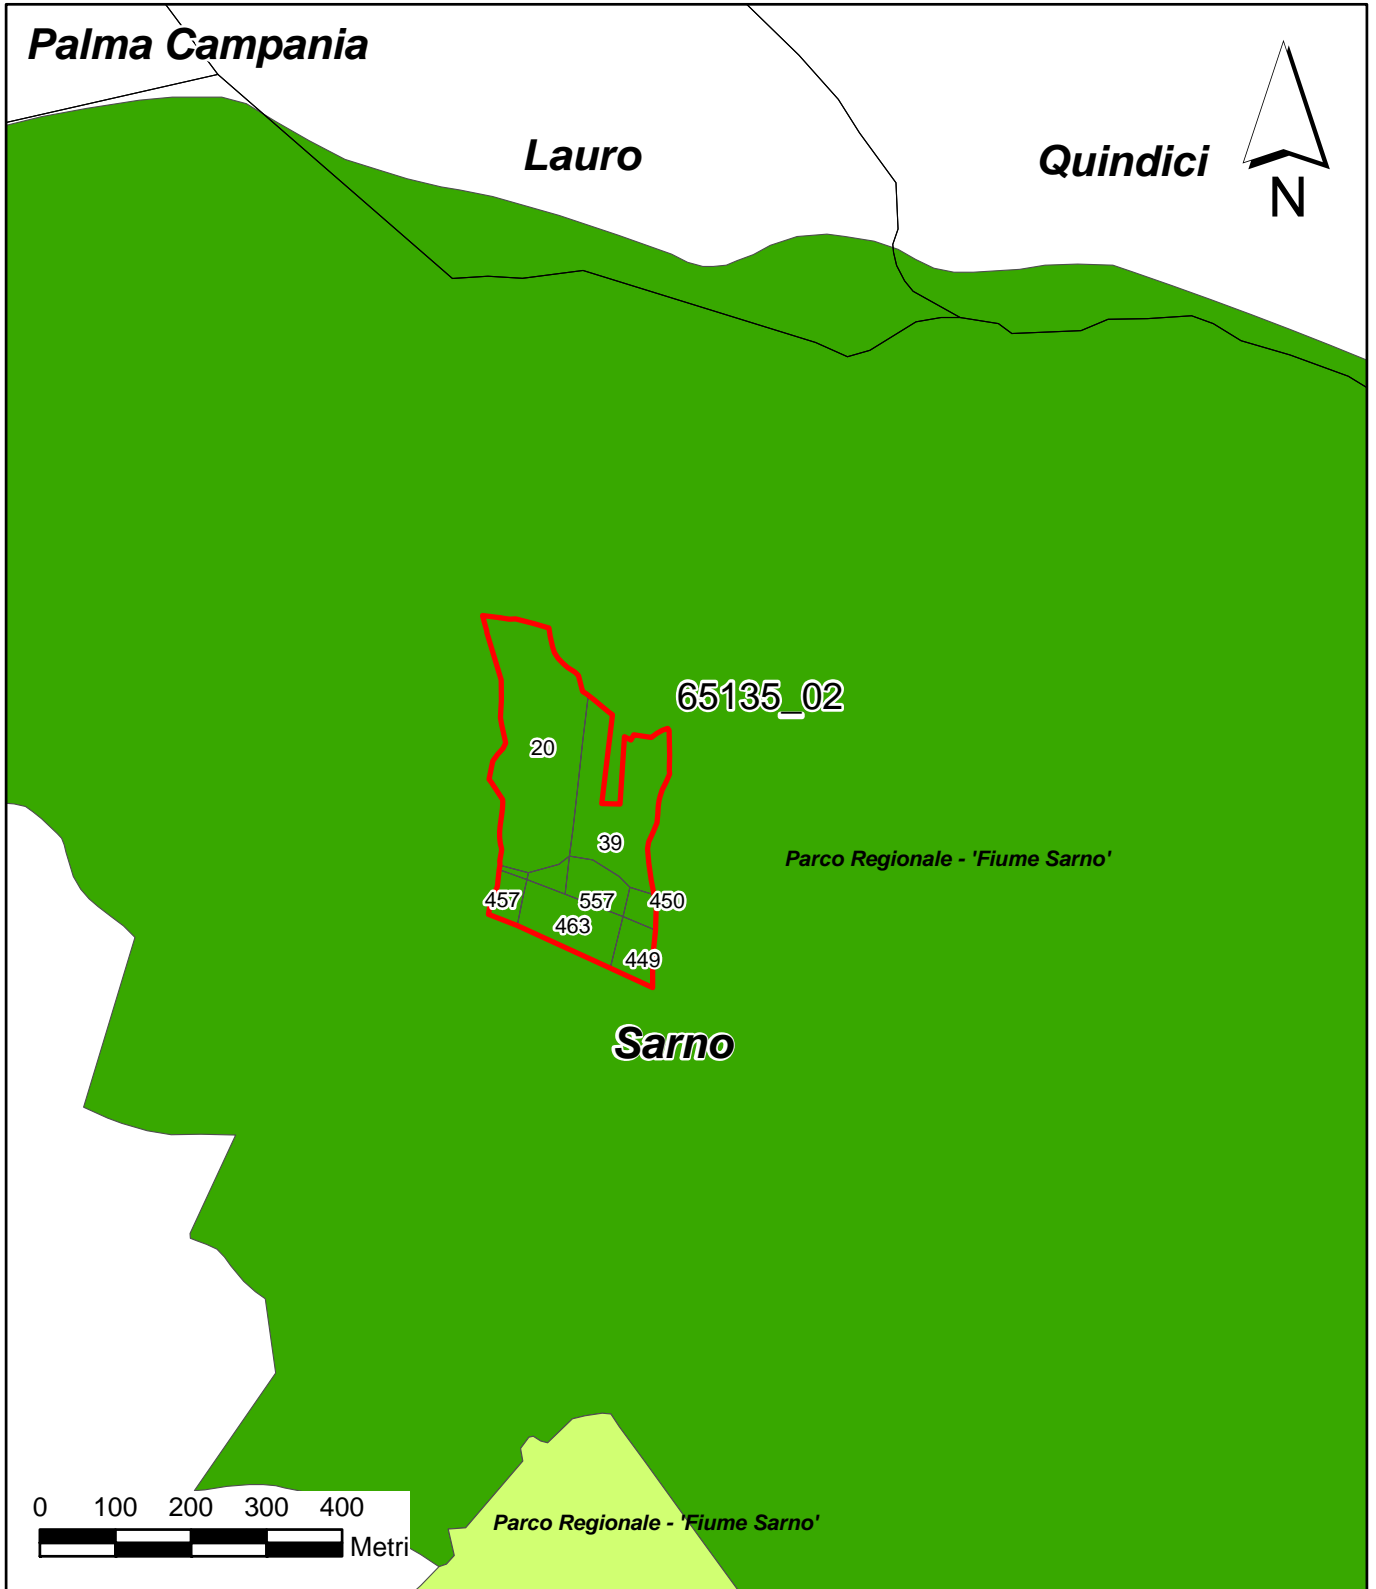 Palma Campania
Lauro
Quindici
N
65135_02
20
39
Parco Regionale - 'Fiume Sarno'
457
557
450
463
449
Sarno
0 100 200 300 400
Metri
Parco Regionale - 'Fiume Sarno'